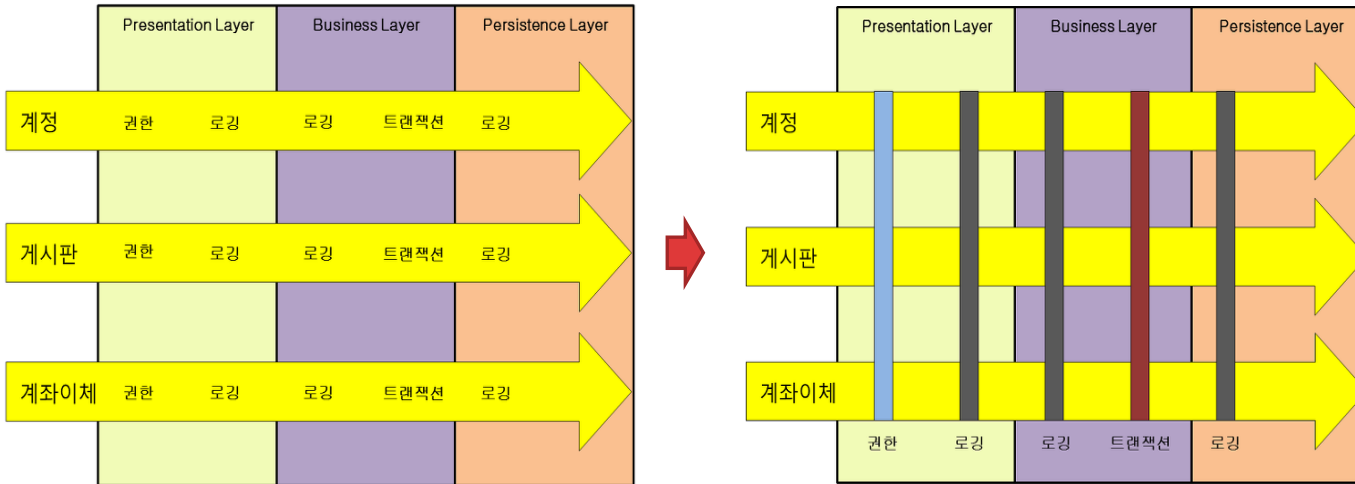 Presentation Layer Business Layer Persistence Layer
계정 권한 로깅 로깅 트랜잭션 로깅
게시판 권한 로깅 로깅 트랜잭션 로깅
계좌이체 권한 로깅 로깅 트랜잭션 로깅
Presentation Layer Business Layer Persistence Layer
계정
게시판
계좌이체
권한 로깅 로깅 트랜잭션 로깅